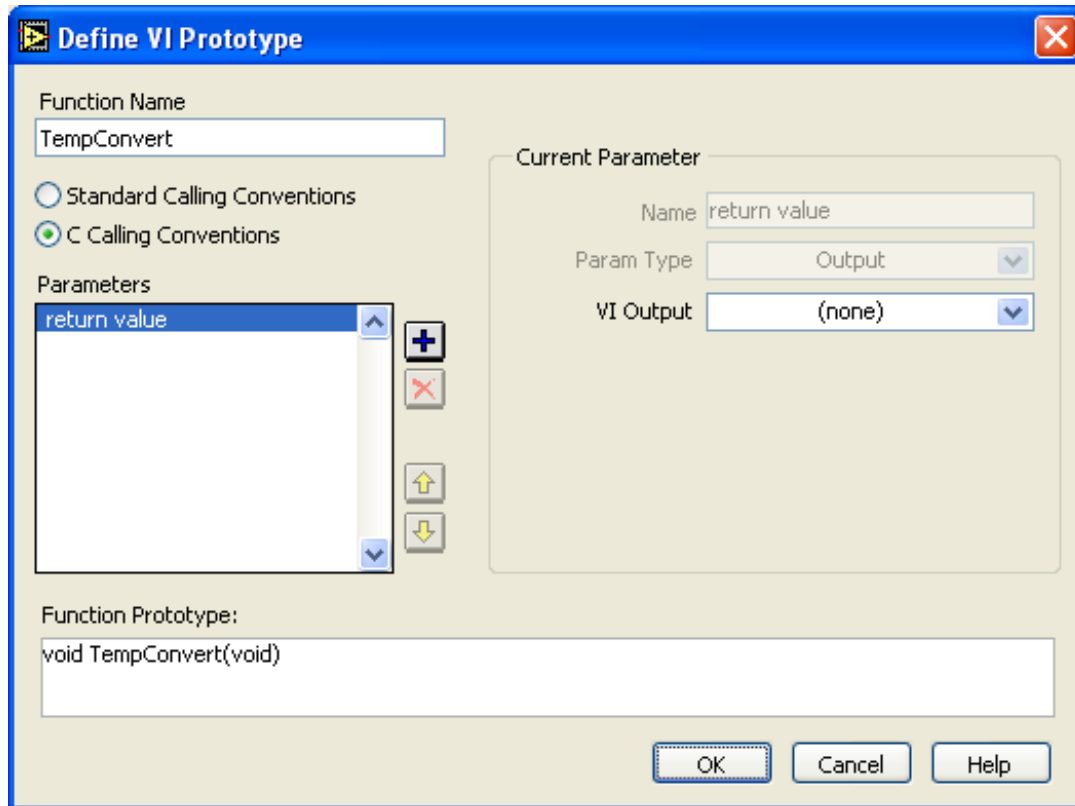 Define VI Prototype
Function Name
TempConvert
Standard Calling Conventions
C Calling Conventions
Parameters
return value
Current Parameter
Name return value
Param Type Output
VI Output (none)
Function Prototype:
void TempConvert(void)
OK Cancel Help